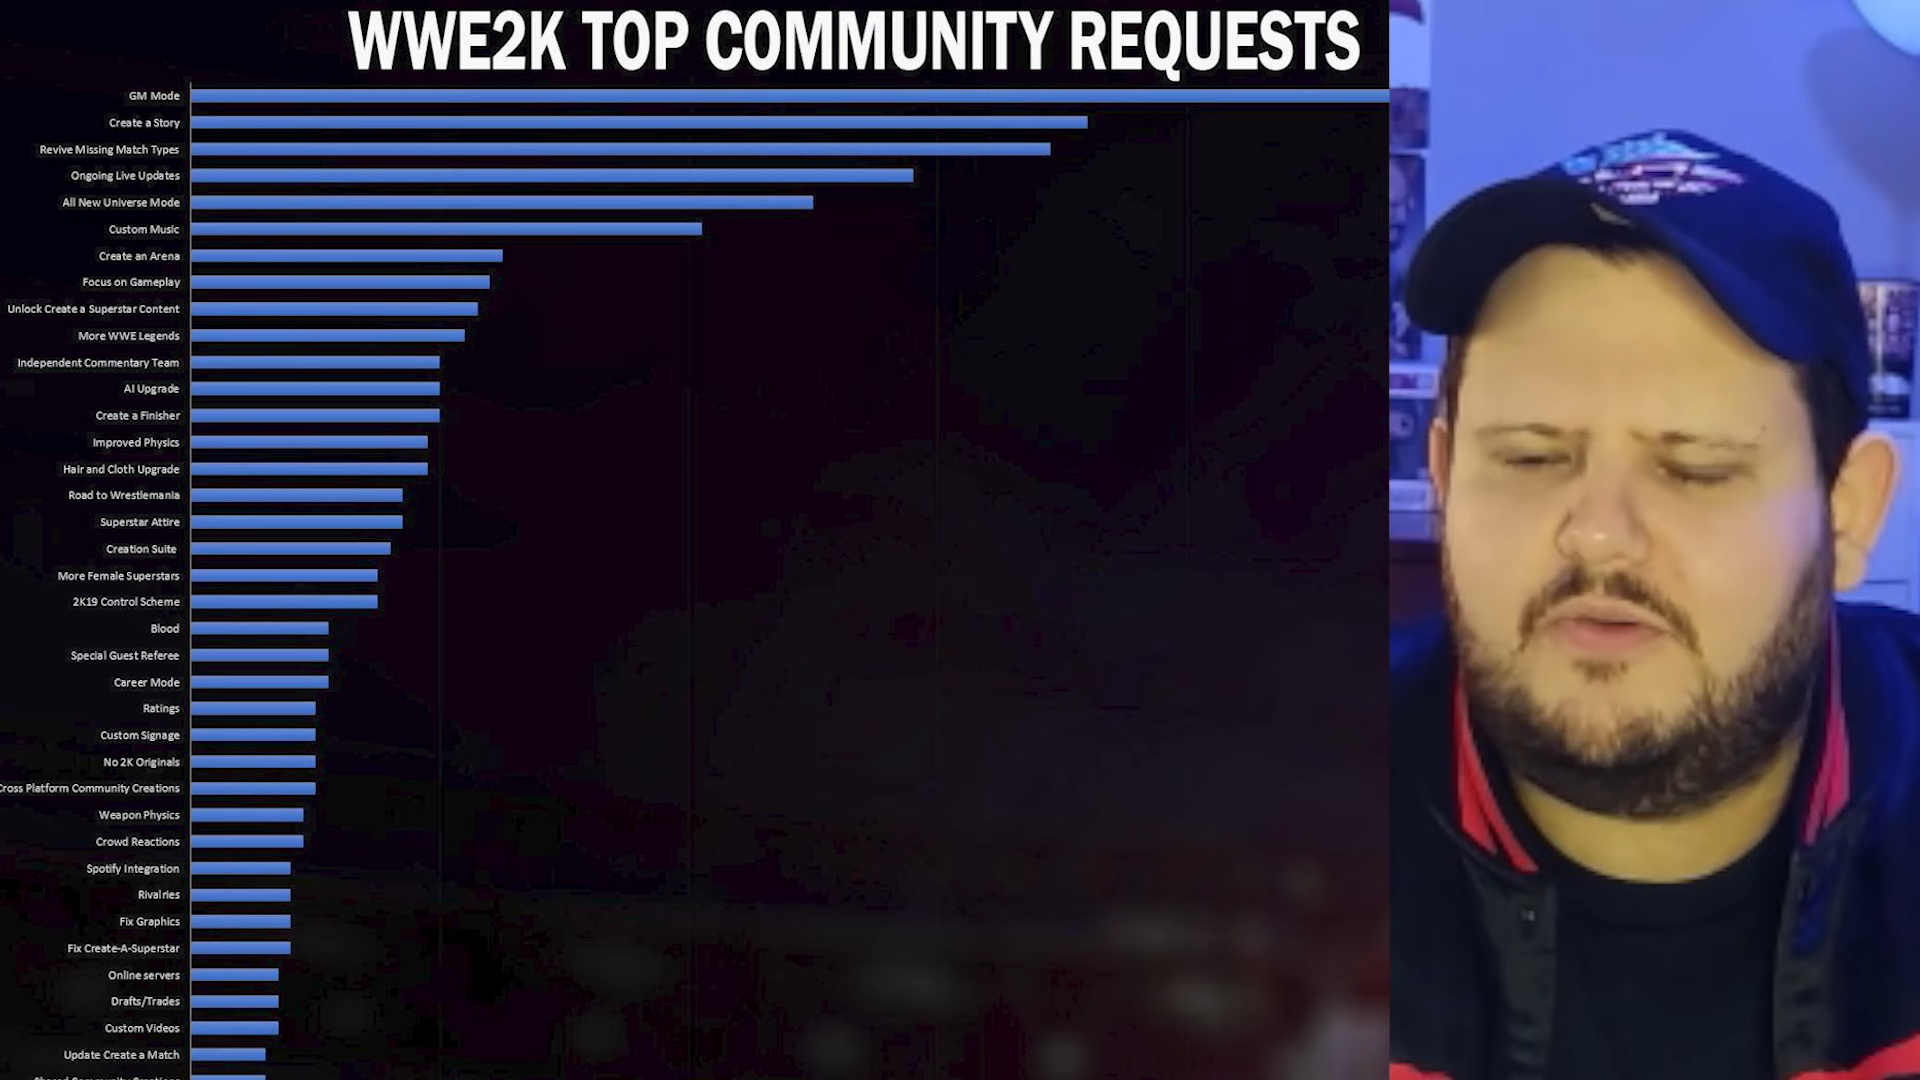 WWE2K TOP COMMUNITY REQUESTS
GM Mode
Create a Story
Revive Missing Match Types
Ongoing Live Updates
All New Universe Mode
Custom Music
Create an Arena
Focus on Gameplay
Unlock Create a Superstar Content
More WWE Legends
Independent Commentary Team
AI Upgrade
Create a Finisher
Improved Physics
Hair and Cloth Upgrade
Road to Wrestlemania
Superstar Attire
Creation Suite
More Female Superstars
2K19 Control Scheme
Blood
Special Guest Referee
Career Mode
Ratings
Custom Signage
No 2K Originals
Cross Platform Community Creations
Weapon Physics
Crowd Reactions
Spotify Integration
Rivalries
Fix Graphics
Fix Create-A-Superstar
Online servers
Drafts/Trades
Custom Videos
Update Create a Match